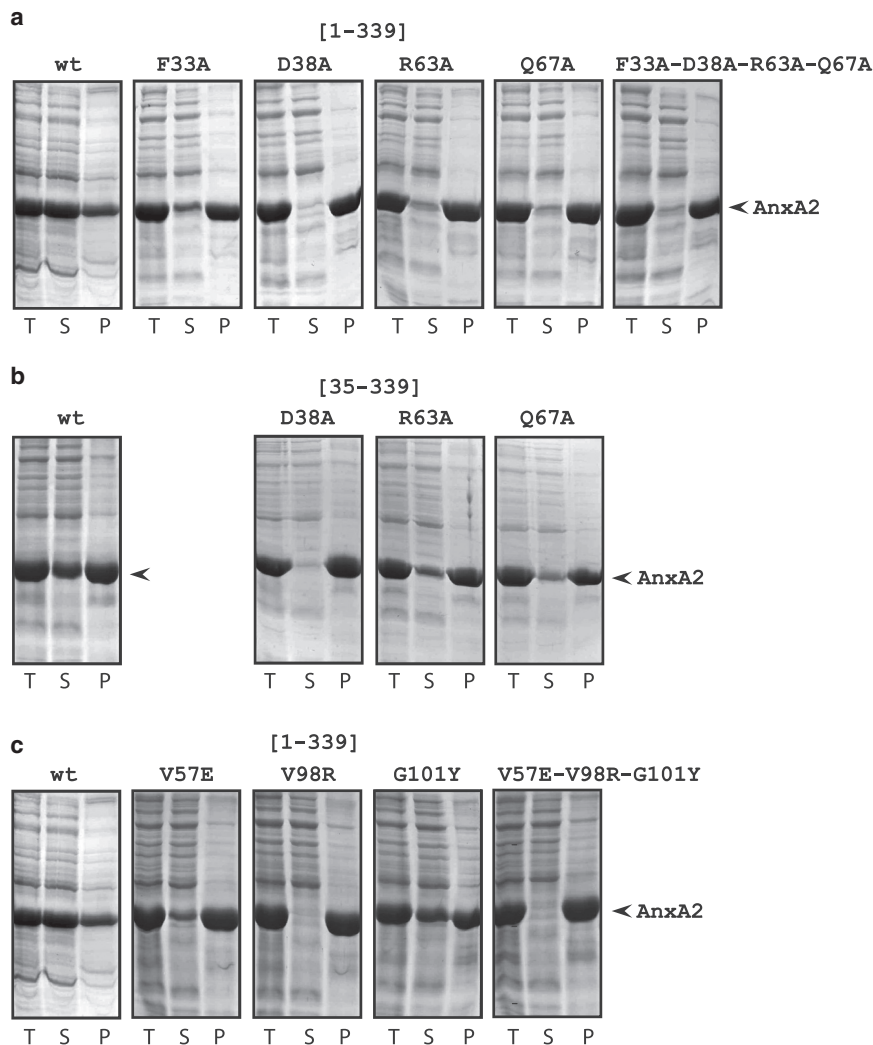 a
[1-339]
wt F33A D38A R63A Q67A F33A-D38A-R63A-Q67A
AnxA2
T S P T S P T S P T S P T S P T S P
b
[35-339]
wt D38A R63A Q67A
AnxA2
T S P T S P T S P T S P
c
[1-339]
wt V57E V98R G101Y V57E-V98R-G101Y
AnxA2
T S P T S P T S P T S P T S P